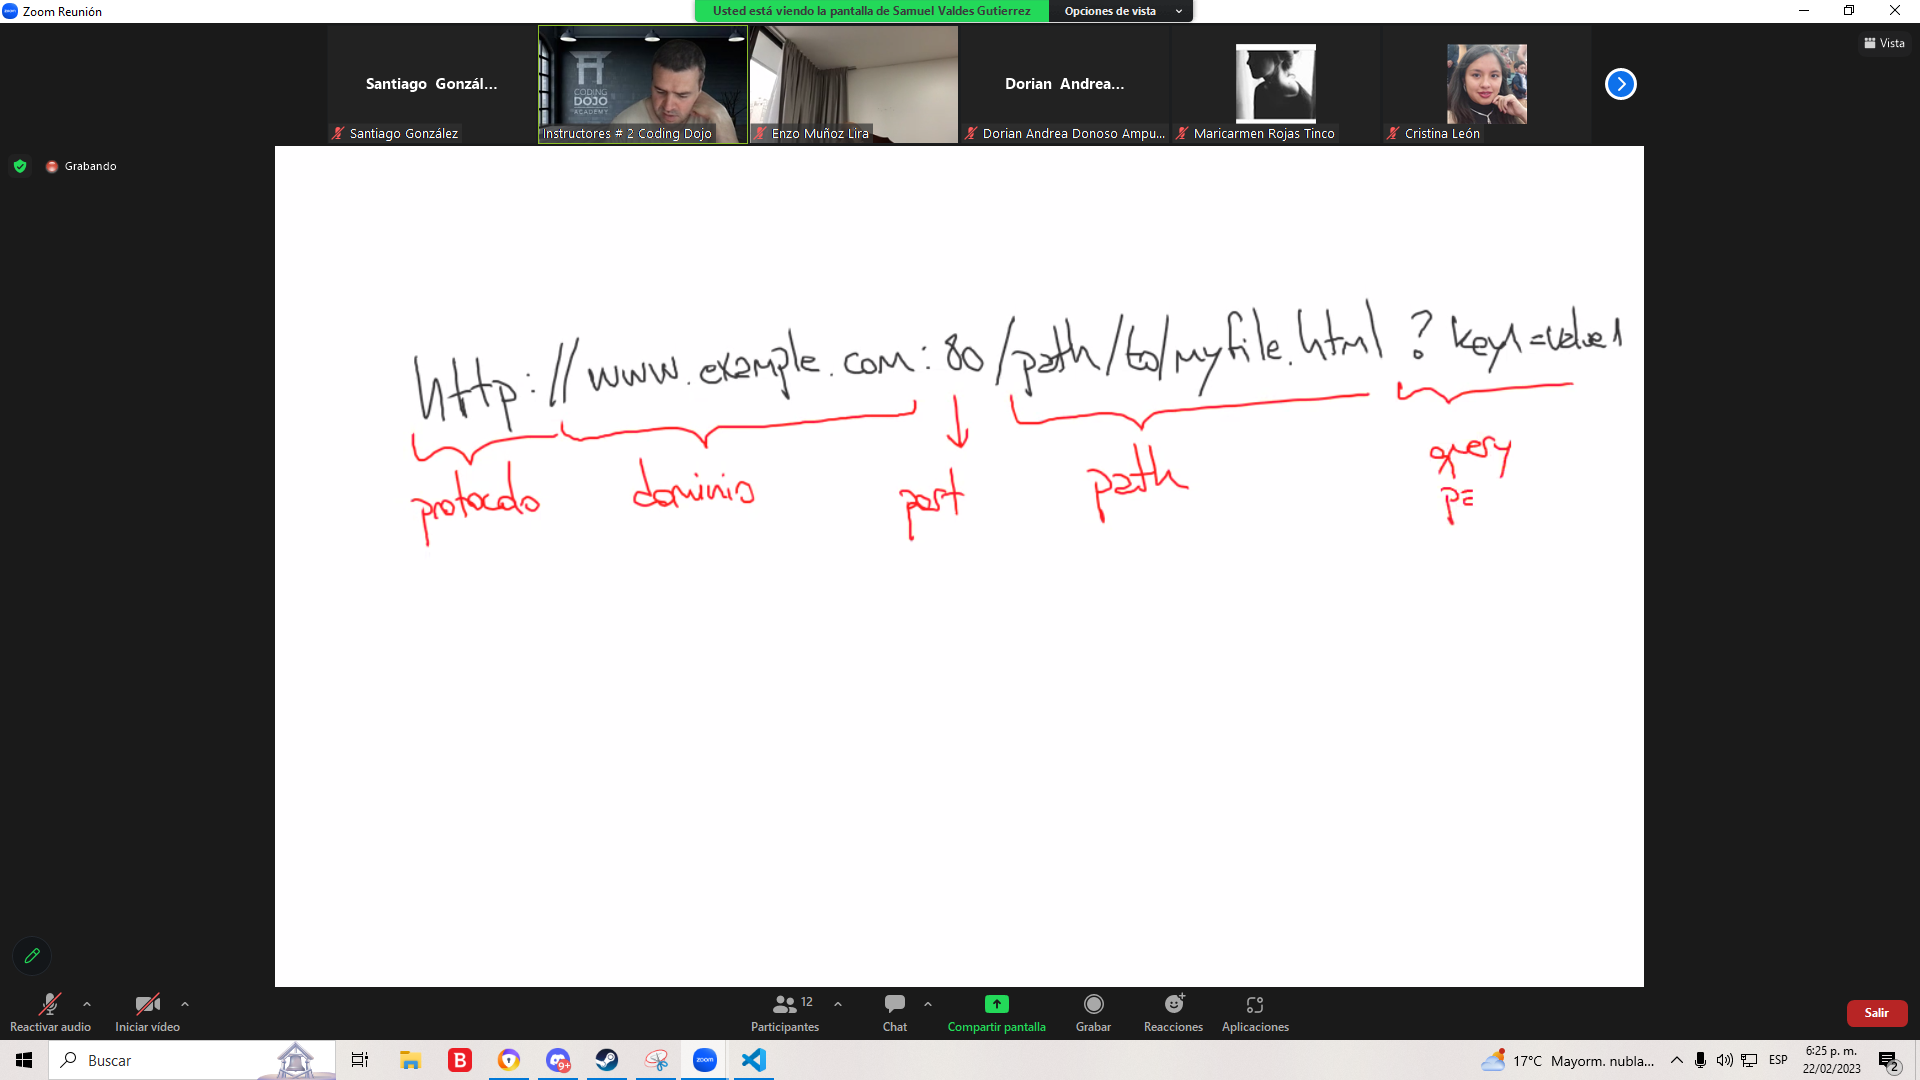 Zoom Reunión
Usted está viendo la pantalla de Samuel Valdes Gutierrez
Opciones de vista
Vista
Santiago Gonzál...
Santiago González
CODING
DOJO
ACADEMY
Instructores # 2 Coding Dojo
Enzo Muñoz Lira
Dorian Andrea...
Dorian Andrea Donoso Ampu...
Maricarmen Rojas Tinco
Cristina León
Grabando
http://www.example.com:80/path/to/myfile.html ? key1=value1
protocolo dominio port path query
pa
Reactivar audio
Iniciar vídeo
12
Participantes
Chat
Compartir pantalla
Grabar
Reacciones
Aplicaciones
Salir
Buscar
B
9+
zoom
17°C Mayorm. nubla...
ESP
6:25 p. m.
22/02/2023
2